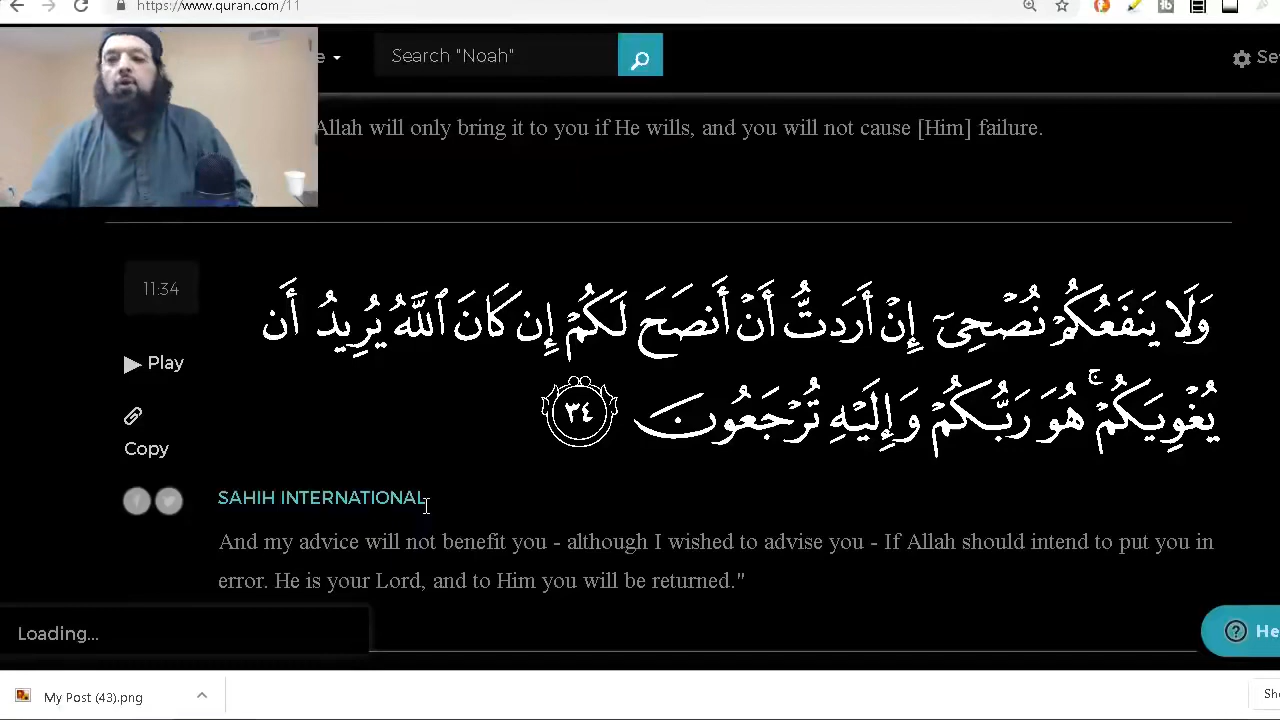 https://www.quran.com/11
Search "Noah"
Allah will only bring it to you if He wills, and you will not cause [Him] failure.
11:34
وَلَا يَنفَعُكُمْ نُصْحِىٓ إِنْ أَرَدتُّ أَنْ أَنصَحَ لَكُمْ إِن كَانَ ٱللَّهُ يُرِيدُ أَن
يُغْوِيَكُمْ ۚ هُوَ رَبُّكُمْ وَإِلَيْهِ تُرْجَعُونَ ٣٤
Play
Copy
SAHIH INTERNATIONAL
And my advice will not benefit you - although I wished to advise you - If Allah should intend to put you in
error. He is your Lord, and to Him you will be returned."
Loading...
My Post (43).png